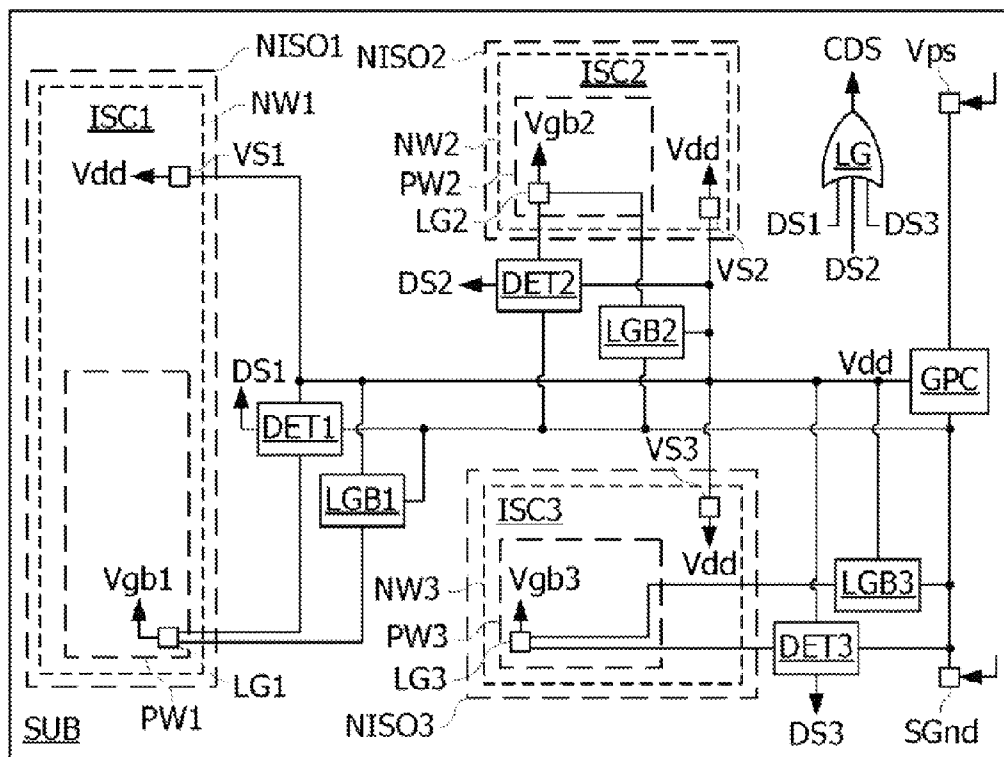 NISO1
ISC1
NW1
Vdd
VS1
Vgb1
LG1
PW1
SUB
NISO2
ISC2
Vgb2
NW2
PW2
Vdd
LG2
VS2
DS2
DET2
LGB2
CDS
LG
DS1
DS3
DS2
Vps
Vdd
GPC
DS1
DET1
LGB1
VS3
ISC3
NW3
Vdd
Vgb3
PW3
LG3
NISO3
LGB3
DET3
DS3
SGnd